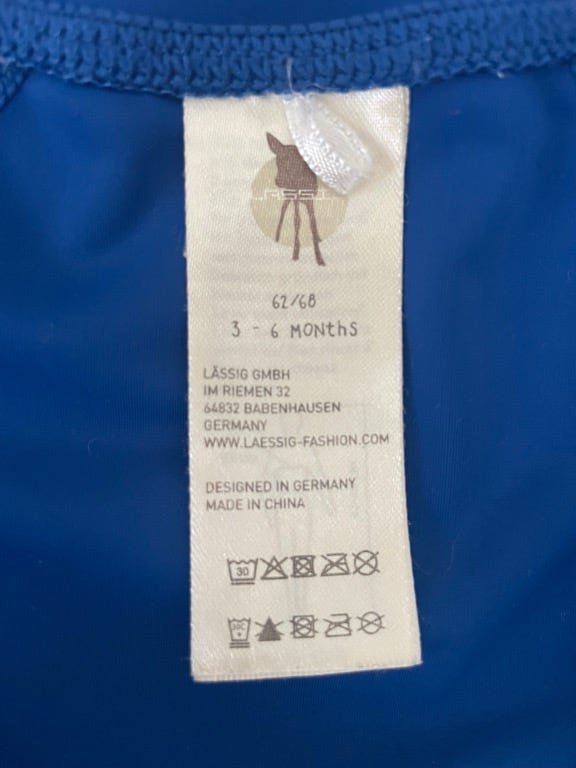 LÄSSIG
62/68
3 - 6 MONthS
LÄSSIG GMBH
IM RIEMEN 32
64832 BABENHAUSEN
GERMANY
WWW.LAESSIG-FASHION.COM
DESIGNED IN GERMANY
MADE IN CHINA
30